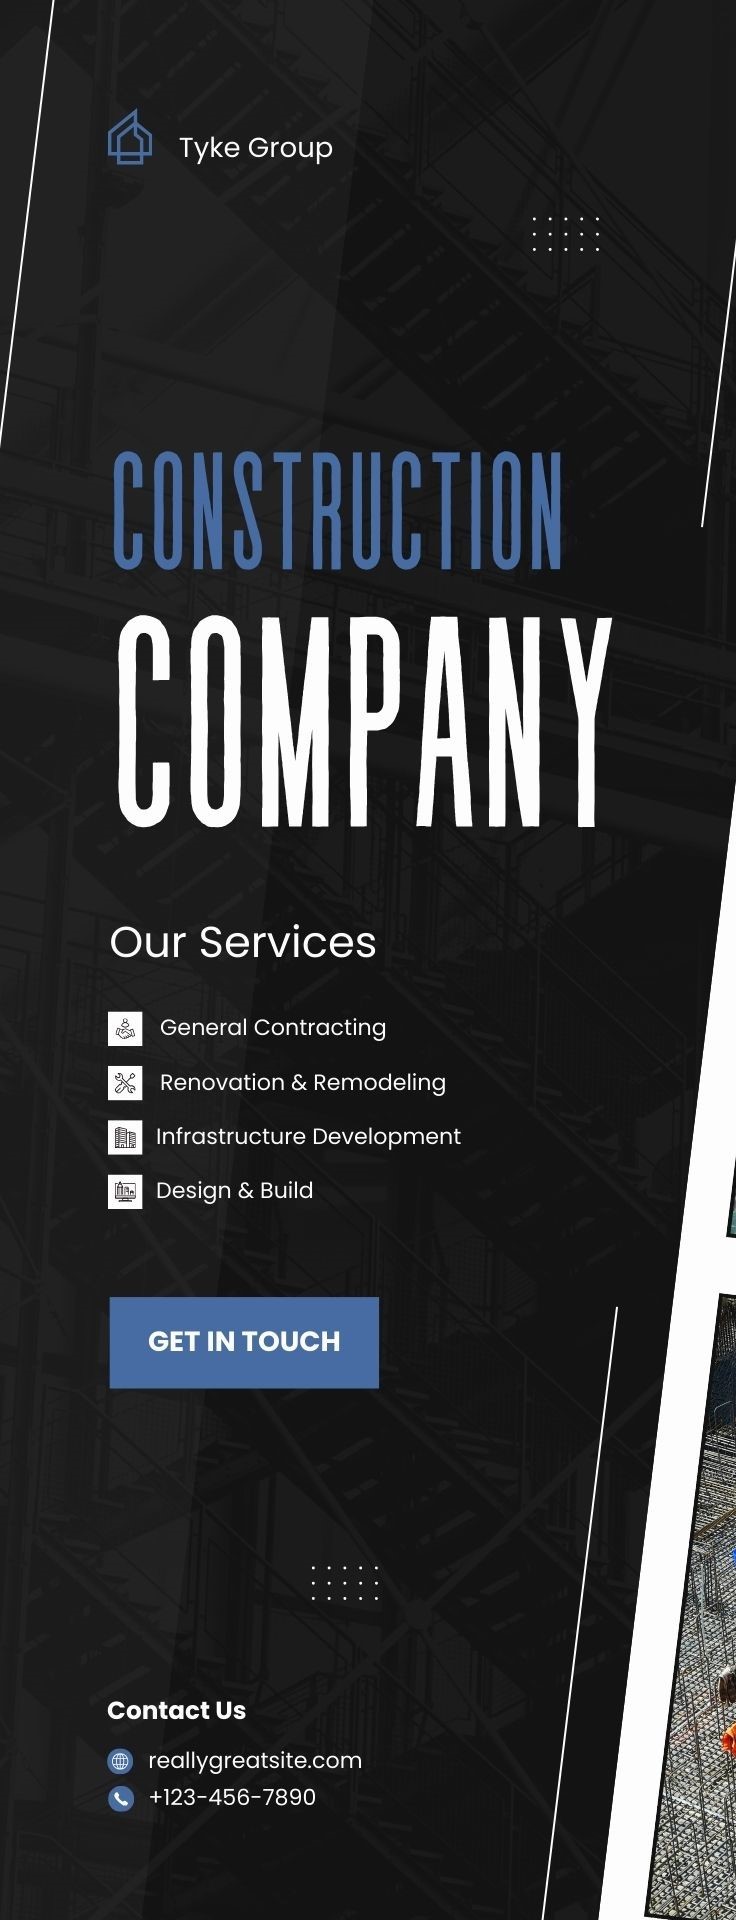 Tyke Group
CONSTRUCTION
COMPANY
Our Services
General Contracting
Renovation & Remodeling
Infrastructure Development
Design & Build
GET IN TOUCH
Contact Us
reallygreatsite.com
+123-456-7890